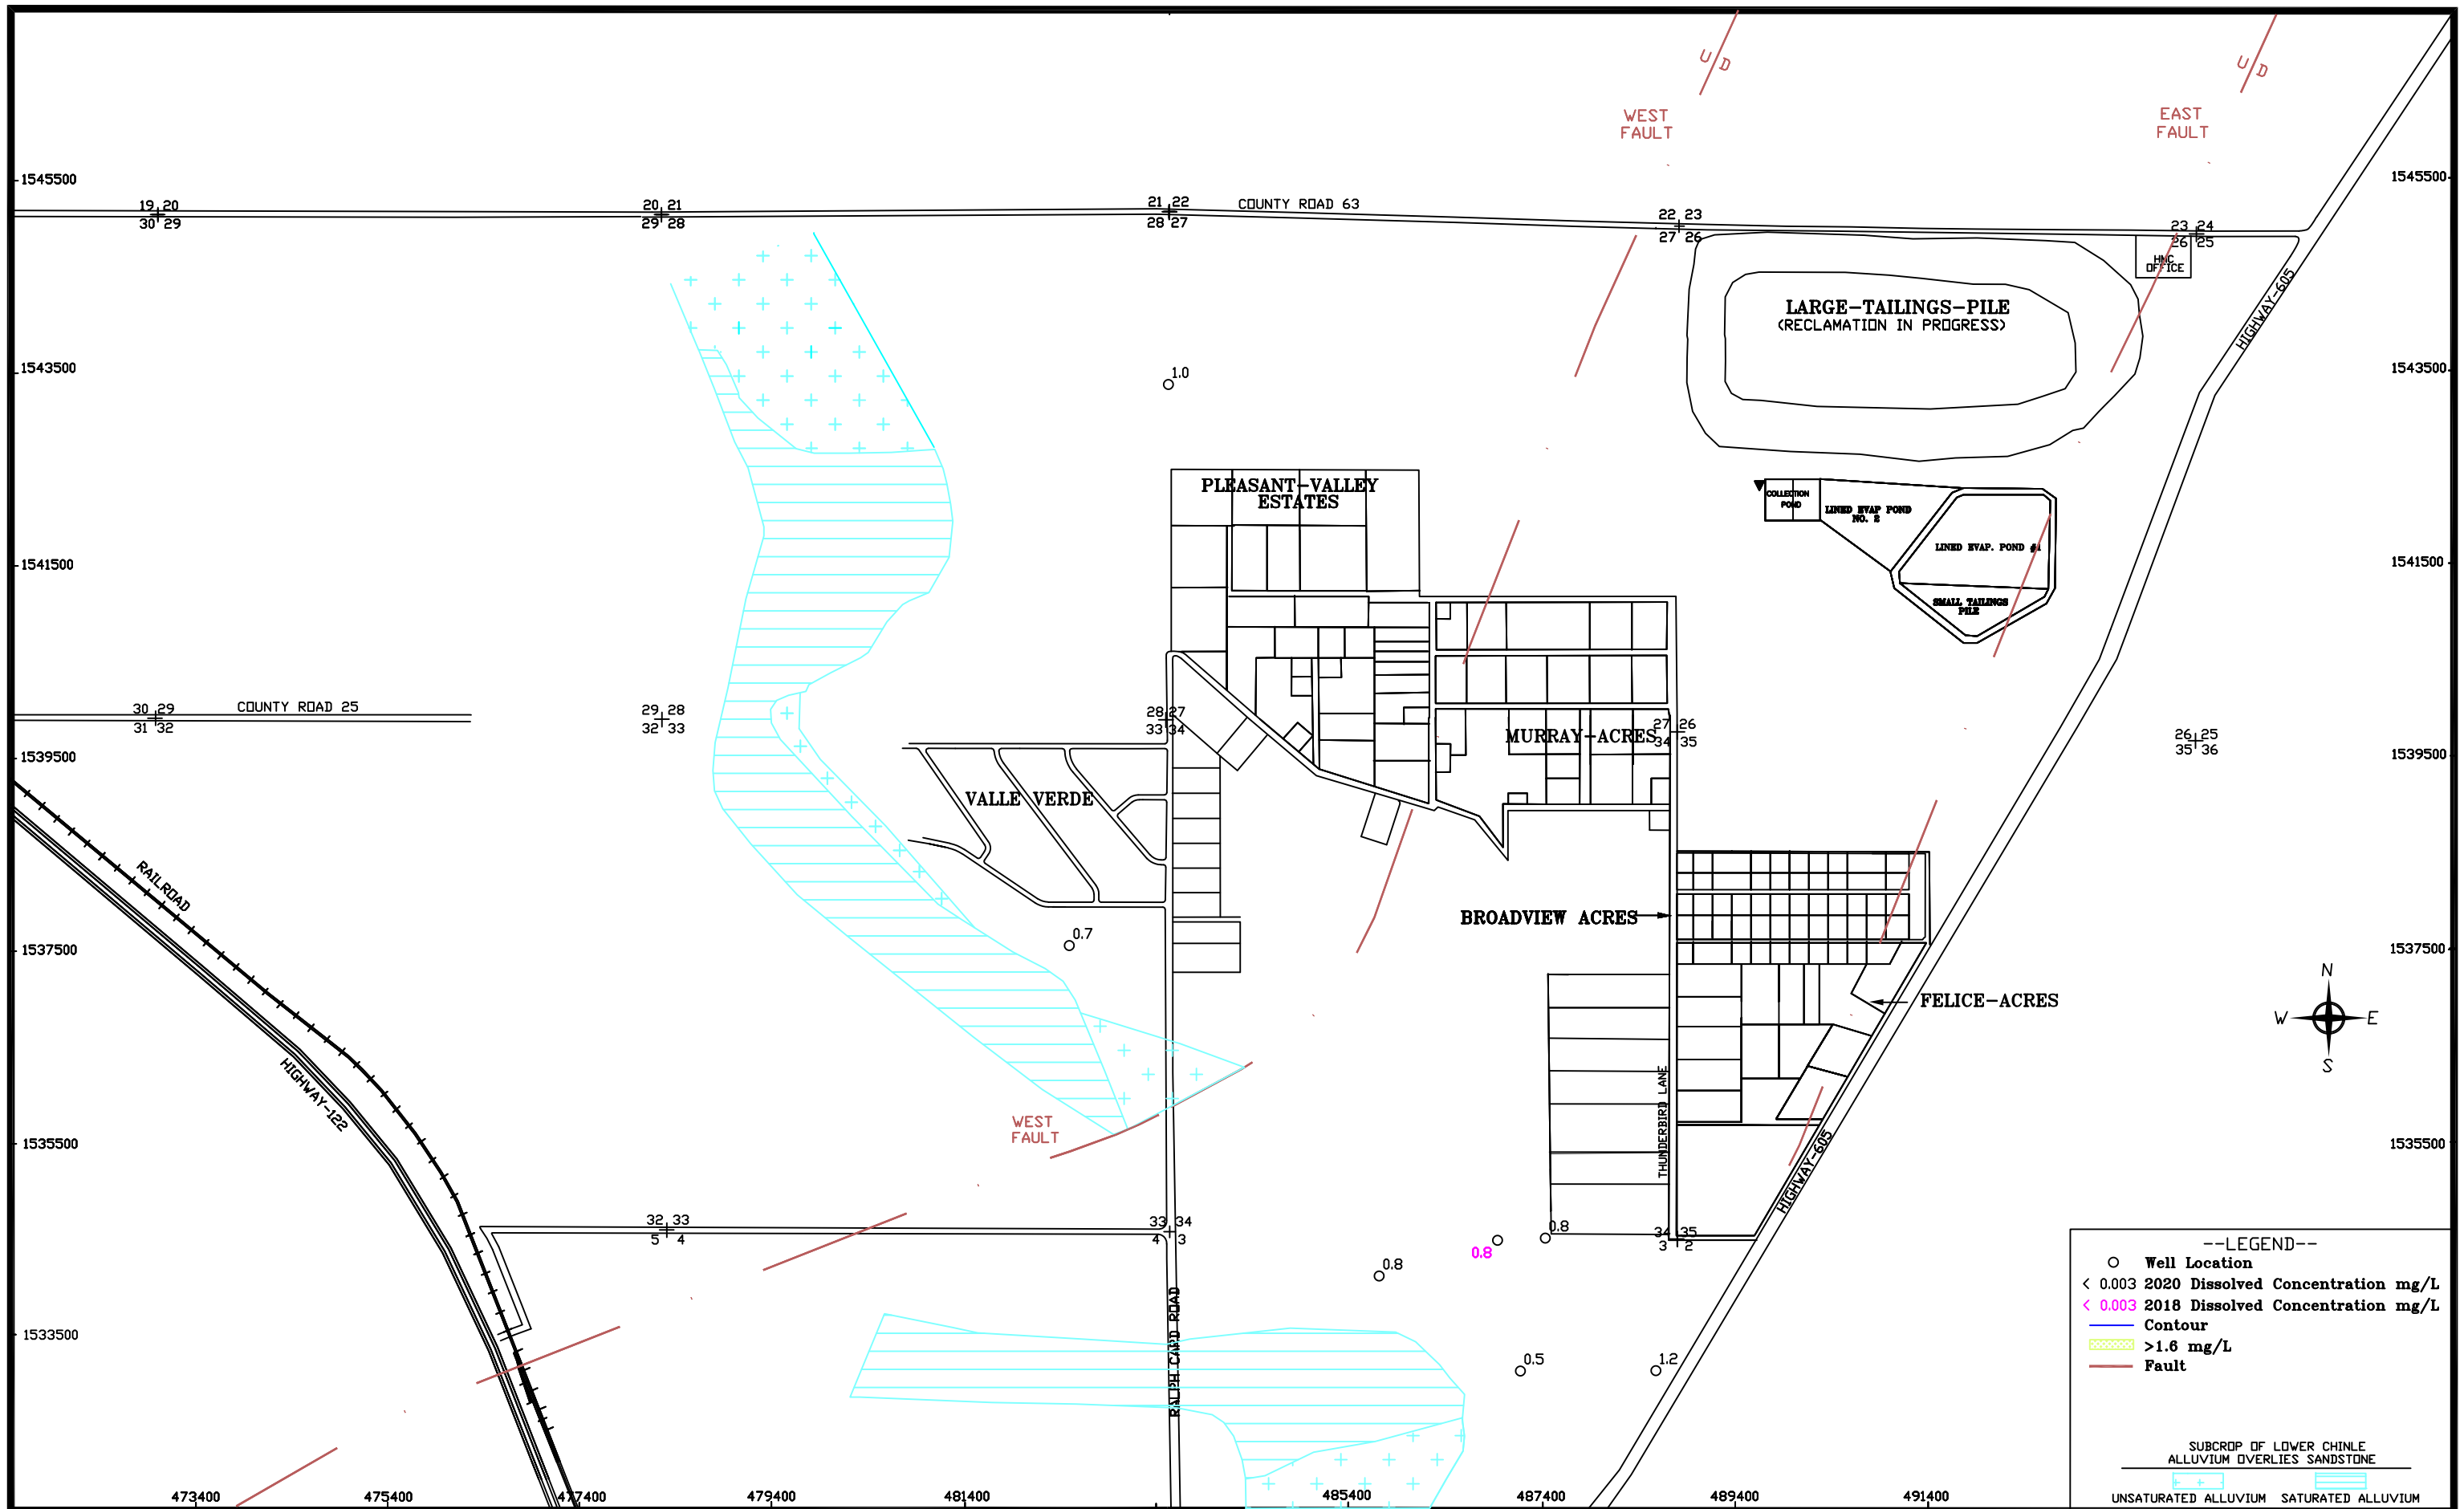 U D
U D
WEST
FAULT
EAST
FAULT
1545500
1545500
19 20
30 29
20 21
29 28
21 22
28 27
COUNTY ROAD 63
22 23
27 26
23 24
26 25
HMC
OFFICE
HIGHWAY-605
LARGE-TAILINGS-PILE
(RECLAMATION IN PROGRESS)
1543500
1543500
1.0
PLEASANT-VALLEY
ESTATES
COLLECTION
POND
LINED EVAP POND
NO. 2
LINED EVAP. POND #1
SMALL TAILINGS
PILE
1541500
1541500
30 29
31 32
COUNTY ROAD 25
29 28
32 33
28 27
33 34
MURRAY-ACRES
27 26
34 35
26 25
35 36
1539500
1539500
VALLE VERDE
RAILROAD
BROADVIEW ACRES
0.7
1537500
1537500
FELICE-ACRES
N
W E
S
HIGHWAY-122
WEST
FAULT
THUNDERBIRD LANE
HIGHWAY-605
1535500
1535500
32 33
5 4
33 34
4 3
0.8
0.8
34 35
3 2
0.8
RALPH CARD ROAD
1533500
0.5
1.2
--LEGEND--
Well Location
< 0.003 2020 Dissolved Concentration mg/L
< 0.003 2018 Dissolved Concentration mg/L
Contour
>1.6 mg/L
Fault
SUBCROP OF LOWER CHINLE
ALLUVIUM OVERLIES SANDSTONE
UNSATURATED ALLUVIUM SATURATED ALLUVIUM
473400
475400
477400
479400
481400
485400
487400
489400
491400